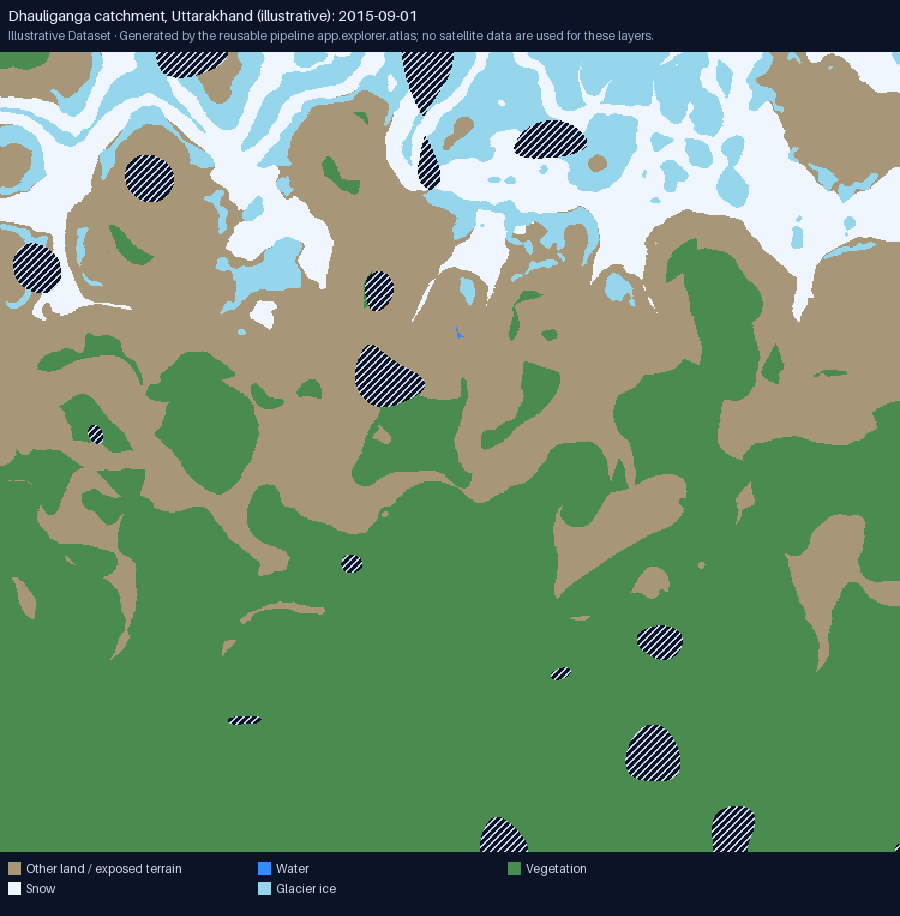 Dhauliganga catchment, Uttarakhand (illustrative): 2015-09-01
Illustrative Dataset · Generated by the reusable pipeline app.explorer.atlas; no satellite data are used for these layers.
Other land / exposed terrain
Water
Vegetation
Snow
Glacier ice